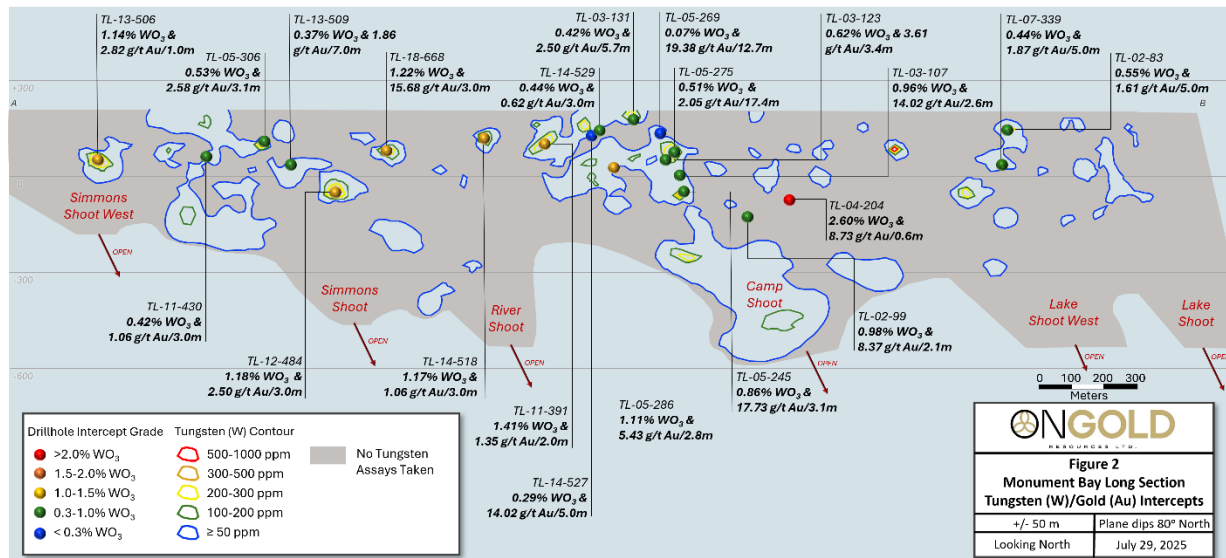 TL-13-506
1.14% WO₃ &
2.82 g/t Au/1.0m
TL-05-306
0.53% WO₃ &
2.58 g/t Au/3.1m
TL-13-509
0.37% WO₃ & 1.86
g/t Au/7.0m
TL-18-668
1.22% WO₃ &
15.68 g/t Au/3.0m
TL-03-131
0.42% WO₃ &
2.50 g/t Au/5.7m
TL-14-529
0.44% WO₃ &
0.62 g/t Au/3.0m
TL-05-269
0.07% WO₃ &
19.38 g/t Au/12.7m
TL-05-275
0.51% WO₃ &
2.05 g/t Au/17.4m
TL-03-123
0.62% WO₃ & 3.61
g/t Au/3.4m
TL-03-107
0.96% WO₃ &
14.02 g/t Au/2.6m
TL-07-339
0.44% WO₃ &
1.87 g/t Au/5.0m
TL-02-83
0.55% WO₃ &
1.61 g/t Au/5.0m
+300
A
B
0
-300
-600
Simmons
Shoot West
OPEN
Simmons
Shoot
OPEN
River
Shoot
OPEN
Camp
Shoot
OPEN
Lake
Shoot West
OPEN
Lake
Shoot
OPEN
TL-04-204
2.60% WO₃ &
8.73 g/t Au/0.6m
TL-02-99
0.98% WO₃ &
8.37 g/t Au/2.1m
TL-11-430
0.42% WO₃ &
1.06 g/t Au/3.0m
TL-12-484
1.18% WO₃ &
2.50 g/t Au/3.0m
TL-14-518
1.17% WO₃ &
1.06 g/t Au/3.0m
TL-11-391
1.41% WO₃ &
1.35 g/t Au/2.0m
TL-05-286
1.11% WO₃ &
5.43 g/t Au/2.8m
TL-05-245
0.86% WO₃ &
17.73 g/t Au/3.1m
TL-14-527
0.29% WO₃ &
14.02 g/t Au/5.0m
0 100 200 300
Meters
Drillhole Intercept Grade
>2.0% WO₃
1.5-2.0% WO₃
1.0-1.5% WO₃
0.3-1.0% WO₃
< 0.3% WO₃
Tungsten (W) Contour
500-1000 ppm
300-500 ppm
200-300 ppm
100-200 ppm
≥ 50 ppm
No Tungsten
Assays Taken
ONGOLD
RESOURCES LTD.
Figure 2
Monument Bay Long Section
Tungsten (W)/Gold (Au) Intercepts
+/- 50 m
Plane dips 80° North
Looking North
July 29, 2025